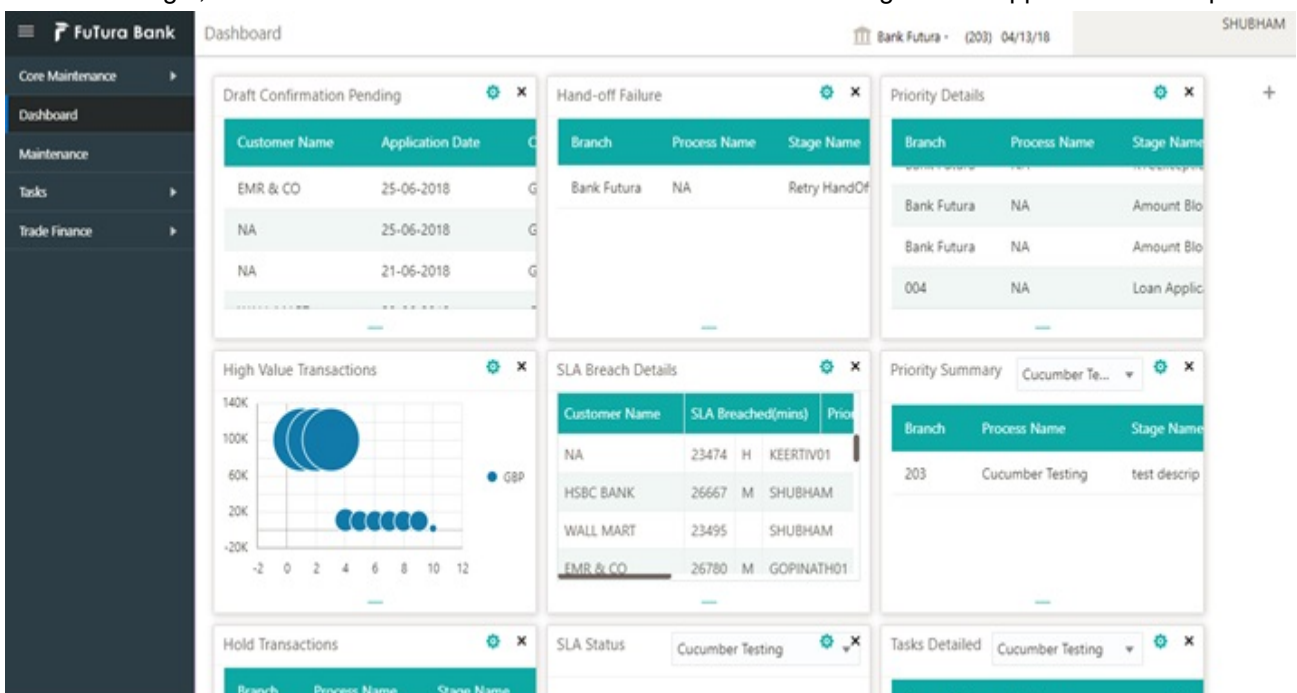 FuTura Bank
Dashboard
Bank Futura - (203) 04/13/18
SHUBHAM
Core Maintenance
Dashboard
Maintenance
Tasks
Trade Finance
Draft Confirmation Pending
Customer Name Application Date
EMR & CO 25-06-2018 G
NA 25-06-2018 G
NA 21-06-2018 G
Hand-off Failure
Branch Process Name Stage Name
Bank Futura NA Retry HandOf
Priority Details
Branch Process Name Stage Name
Bank Futura NA Amount Blo
Bank Futura NA Amount Blo
004 NA Loan Applic
High Value Transactions
140K
100K
60K
20K
-20K
-2 0 2 4 6 8 10 12
GBP
SLA Breach Details
Customer Name SLA Breached(mins) Prior
NA 23474 H KEERTIV01
HSBC BANK 26667 M SHUBHAM
WALL MART 23495 SHUBHAM
EMR & CO 26780 M GOPINATH01
Priority Summary Cucumber Te...
Branch Process Name Stage Name
203 Cucumber Testing test descrip
Hold Transactions
Branch Process Name Stage Name
SLA Status Cucumber Testing
Tasks Detailed Cucumber Testing